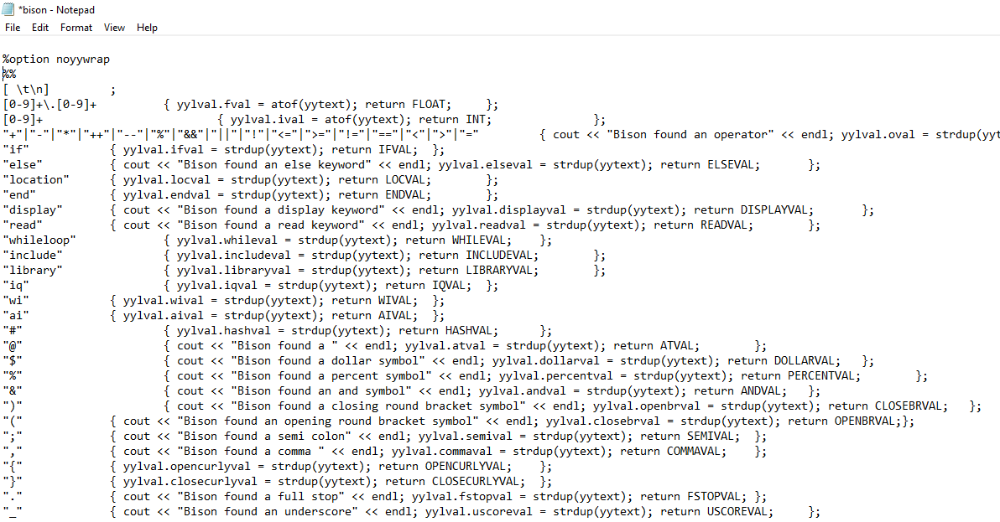 *bison - Notepad
File Edit Format View Help
%option noyywrap
%%
[ \t\n] ;
[0-9]+\.[0-9]+ { yylval.fval = atof(yytext); return FLOAT; };
[0-9]+ { yylval.ival = atof(yytext); return INT; };
"+"|"-"|"*"|"++"|"--"|"%"|"&&"|"||"|"!"|"<="|">="|"!="|"=="|"<"|">"|"=" { cout << "Bison found an operator" << endl; yylval.oval = strdup(yyt
"if" { yylval.ifval = strdup(yytext); return IFVAL; };
"else" { cout << "Bison found an else keyword" << endl; yylval.elseval = strdup(yytext); return ELSEVAL; };
"location" { yylval.locval = strdup(yytext); return LOCVAL; };
"end" { yylval.endval = strdup(yytext); return ENDVAL; };
"display" { cout << "Bison found a display keyword" << endl; yylval.displayval = strdup(yytext); return DISPLAYVAL; };
"read" { cout << "Bison found a read keyword" << endl; yylval.readval = strdup(yytext); return READVAL; };
"whileloop" { yylval.whileval = strdup(yytext); return WHILEVAL; };
"include" { yylval.includeval = strdup(yytext); return INCLUDEVAL; };
"library" { yylval.libraryval = strdup(yytext); return LIBRARYVAL; };
"iq" { yylval.iqval = strdup(yytext); return IQVAL; };
"wi" { yylval.wival = strdup(yytext); return WIVAL; };
"ai" { yylval.aival = strdup(yytext); return AIVAL; };
"#" { yylval.hashval = strdup(yytext); return HASHVAL; };
"@" { cout << "Bison found a " << endl; yylval.atval = strdup(yytext); return ATVAL; };
"$" { cout << "Bison found a dollar symbol" << endl; yylval.dollarval = strdup(yytext); return DOLLARVAL; };
"%" { cout << "Bison found a percent symbol" << endl; yylval.percentval = strdup(yytext); return PERCENTVAL; };
"&" { cout << "Bison found an and symbol" << endl; yylval.andval = strdup(yytext); return ANDVAL; };
")" { cout << "Bison found a closing round bracket symbol" << endl; yylval.openbrval = strdup(yytext); return CLOSEBRVAL; };
"(" { cout << "Bison found an opening round bracket symbol" << endl; yylval.closebrval = strdup(yytext); return OPENBRVAL;};
";" { cout << "Bison found a semi colon" << endl; yylval.semival = strdup(yytext); return SEMIVAL; };
"," { cout << "Bison found a comma " << endl; yylval.commaval = strdup(yytext); return COMMAVAL; };
"{" { yylval.opencurlyval = strdup(yytext); return OPENCURLYVAL; };
"}" { yylval.closecurlyval = strdup(yytext); return CLOSECURLYVAL; };
"." { cout << "Bison found a full stop" << endl; yylval.fstopval = strdup(yytext); return FSTOPVAL; };
"_" { cout << "Bison found an underscore" << endl; yylval.uscoreval = strdup(yytext); return USCOREVAL; };